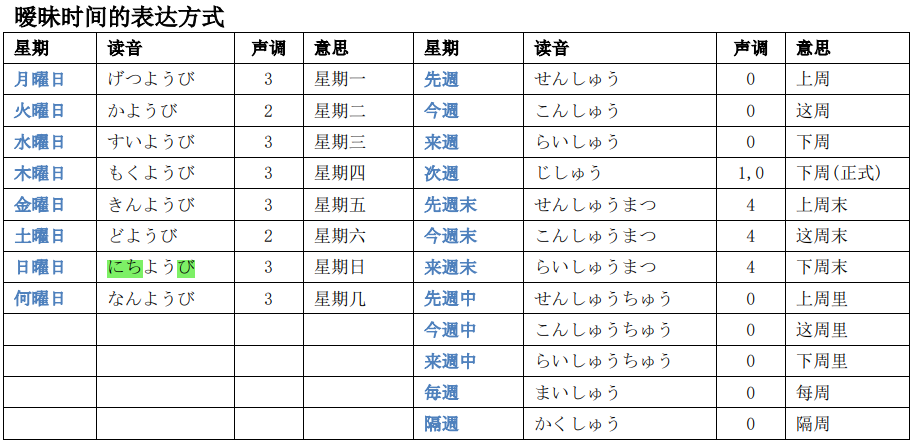 暧昧时间的表达方式
星期 读音 声调 意思 星期 读音 声调 意思
月曜日 げつようび 3 星期一 先週 せんしゅう 0 上周
火曜日 かようび 2 星期二 今週 こんしゅう 0 这周
水曜日 すいようび 3 星期三 来週 らいしゅう 0 下周
木曜日 もくようび 3 星期四 次週 じしゅう 1,0 下周(正式)
金曜日 きんようび 3 星期五 先週末 せんしゅうまつ 4 上周末
土曜日 どようび 2 星期六 今週末 こんしゅうまつ 4 这周末
日曜日 にちようび 3 星期日 来週末 らいしゅうまつ 4 下周末
何曜日 なんようび 3 星期几 先週中 せんしゅうちゅう 0 上周里
今週中 こんしゅうちゅう 0 这周里
来週中 らいしゅうちゅう 0 下周里
毎週 まいしゅう 0 每周
隔週 かくしゅう 0 隔周